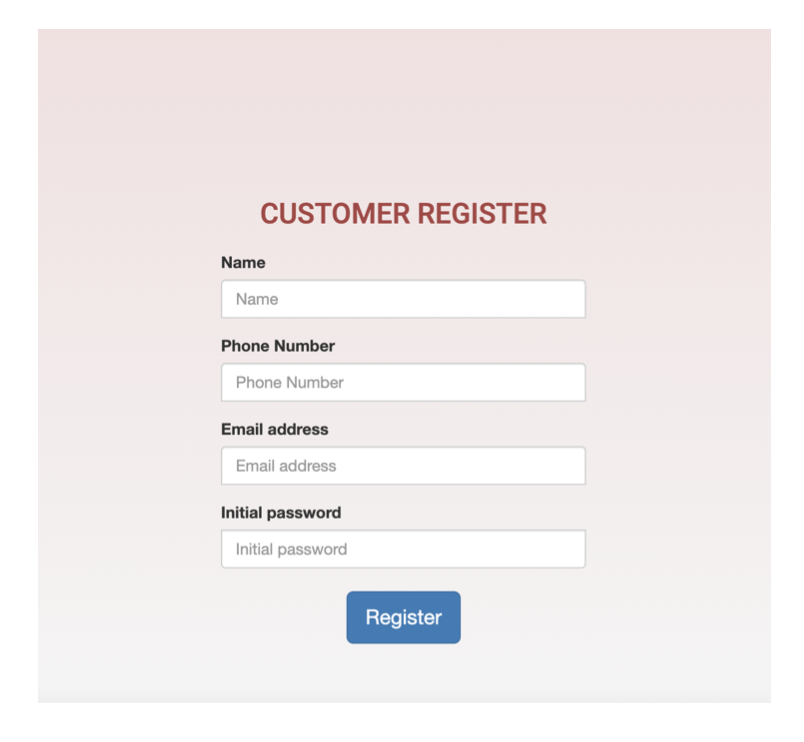 CUSTOMER REGISTER
Name
Name
Phone Number
Phone Number
Email address
Email address
Initial password
Initial password
Register